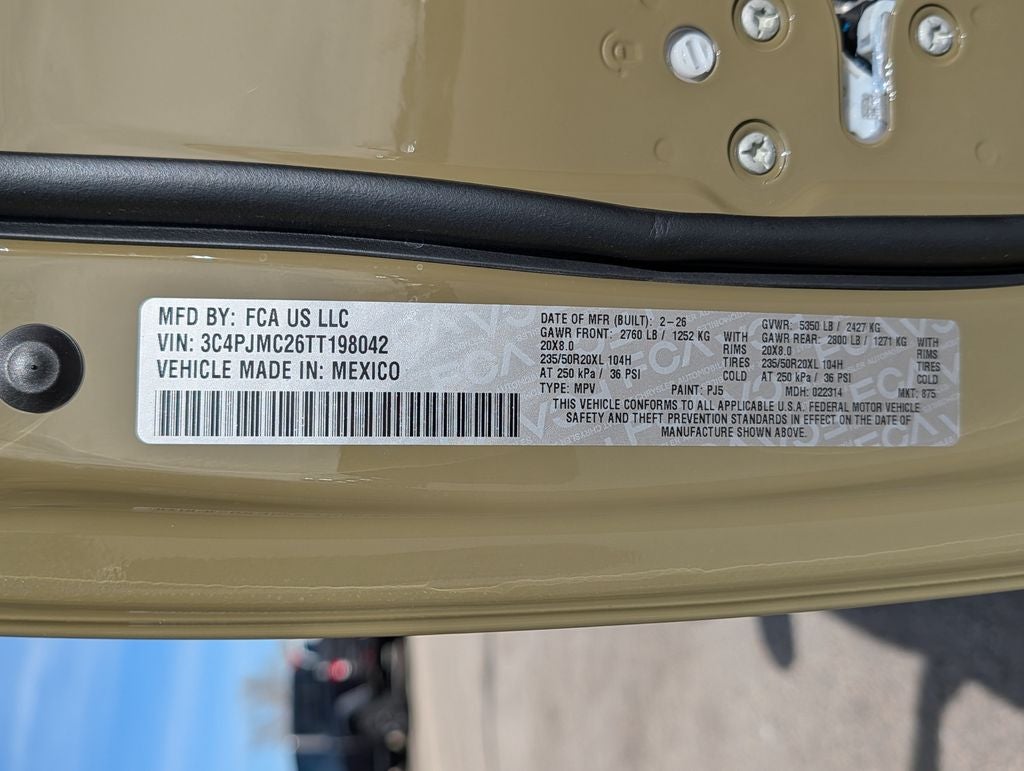 MFD BY: FCA US LLC
VIN: 3C4PJMC26TT198042
VEHICLE MADE IN: MEXICO
DATE OF MFR (BUILT): 2-26
GAWR FRONT: 2760 LB / 1252 KG WITH
20X8.0 RIMS
235/50R20XL 104H TIRES
AT 250 kPa / 36 PSI COLD
TYPE: MPV PAINT: PJ5
GVWR: 5350 LB / 2427 KG
GAWR REAR: 2800 LB / 1271 KG WITH
20X8.0 RIMS
235/50R20XL 104H TIRES
AT 250 kPa / 36 PSI COLD
MDH: 022314 MKT: 875
THIS VEHICLE CONFORMS TO ALL APPLICABLE U.S.A. FEDERAL MOTOR VEHICLE
SAFETY AND THEFT PREVENTION STANDARDS IN EFFECT ON THE DATE OF
MANUFACTURE SHOWN ABOVE.